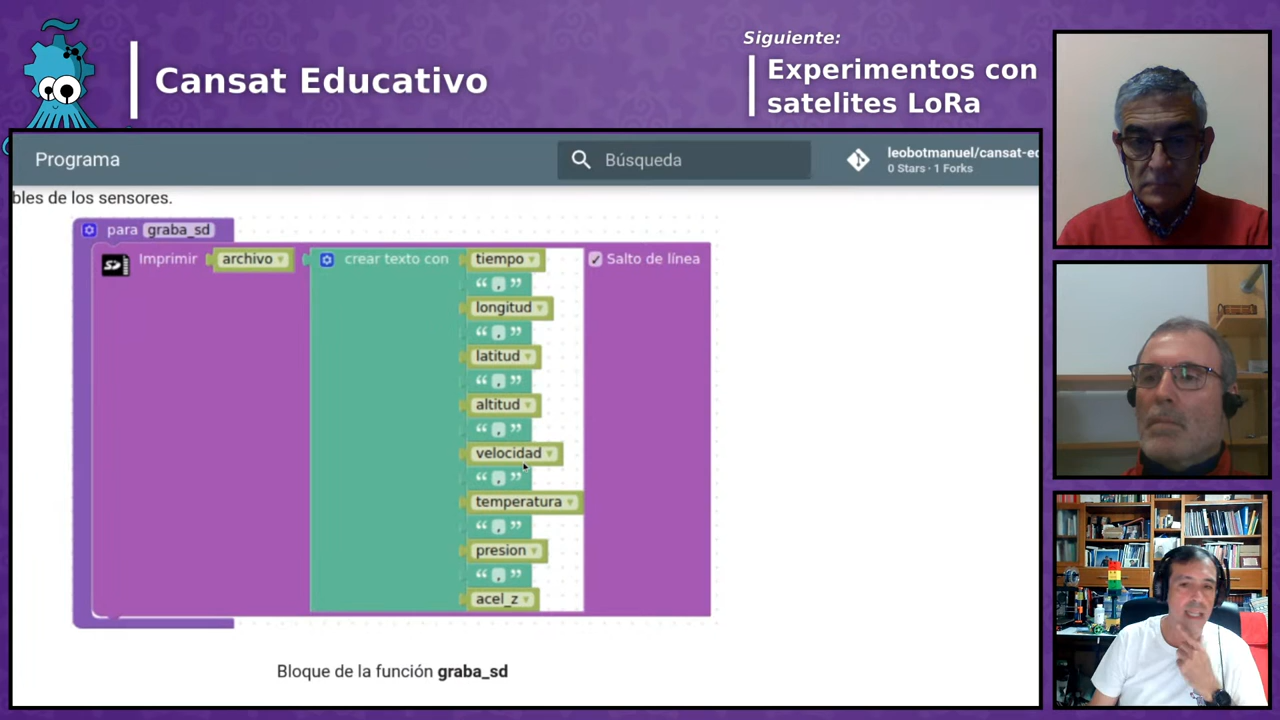 Cansat Educativo
Siguiente:
Experimentos con
satelites LoRa
Programa
Búsqueda
leobotmanuel/cansat-ed
0 Stars · 1 Forks
bles de los sensores.
para graba_sd
SD Imprimir archivo crear texto con tiempo Salto de línea
“ , ”
longitud
“ , ”
latitud
“ , ”
altitud
“ , ”
velocidad
“ , ”
temperatura
“ , ”
presion
“ , ”
acel_z
Bloque de la función graba_sd